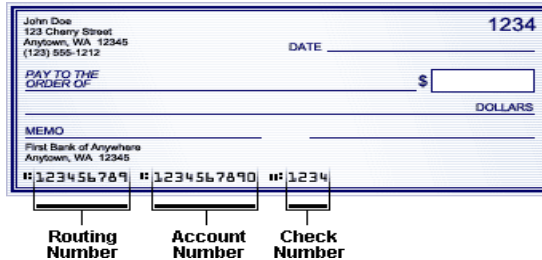 John Doe 1234
123 Cherry Street
Anytown, WA 12345
(123) 555-1212
DATE
PAY TO THE
ORDER OF $
DOLLARS
MEMO
First Bank of Anywhere
Anytown, WA 12345
⑆123456789 ⑆1234567890 ⑈1234
Routing Number
Account Number
Check Number